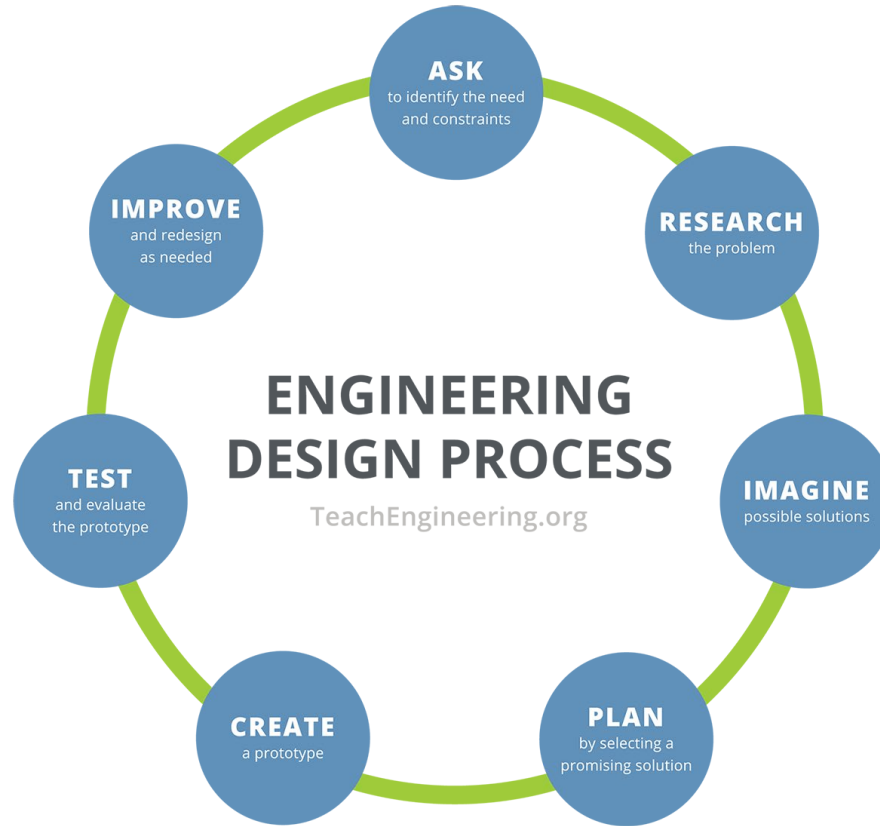 ASK
to identify the need
and constraints
RESEARCH
the problem
IMAGINE
possible solutions
PLAN
by selecting a
promising solution
CREATE
a prototype
TEST
and evaluate
the prototype
IMPROVE
and redesign
as needed
ENGINEERING
DESIGN PROCESS
TeachEngineering.org